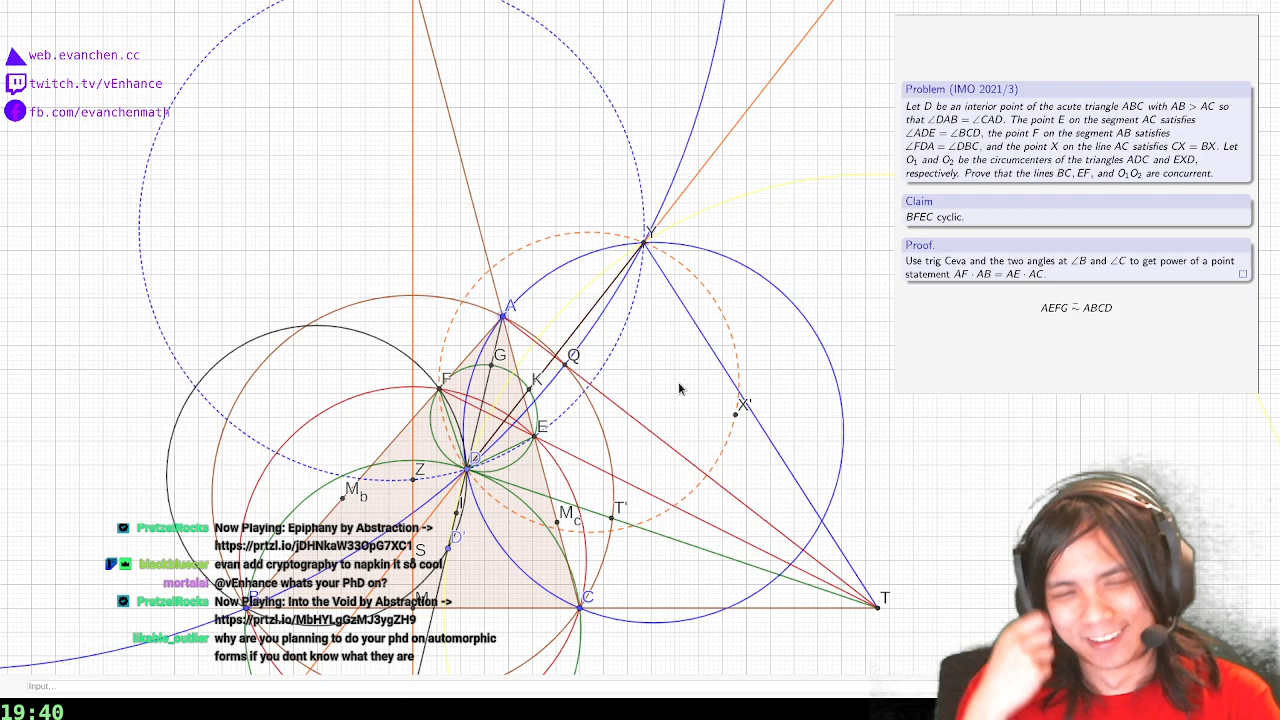 web.evanchen.cc
twitch.tv/vEnhance
fb.com/evanchenmath
Problem (IMO 2021/3)
Let D be an interior point of the acute triangle ABC with AB > AC so
that ∠DAB = ∠CAD. The point E on the segment AC satisfies
∠ADE = ∠BCD, the point F on the segment AB satisfies
∠FDA = ∠DBC, and the point X on the line AC satisfies CX = BX. Let
O₁ and O₂ be the circumcenters of the triangles ADC and EXD,
respectively. Prove that the lines BC, EF, and O₁O₂ are concurrent.
Claim
BFEC cyclic.
Proof.
Use trig Ceva and the two angles at ∠B and ∠C to get power of a point
statement AF · AB = AE · AC. □
AEFG ∼ ABCD
Y
A
G
Q
K
F
X'
E
D
Z
M_b
M_c
T'
S
D'
B
M
C
T
PretzelRocks Now Playing: Epiphany by Abstraction ->
https://prtzl.io/jDHNkaW33OpG7XC1
blackbluecar evan add cryptography to napkin it so cool
mortalai @vEnhance whats your PhD on?
PretzelRocks Now Playing: Into the Void by Abstraction ->
https://prtzl.io/MbHYLgGzMJ3ygZH9
likable_outlier why are you planning to do your phd on automorphic
forms if you dont know what they are
Input...
19:40